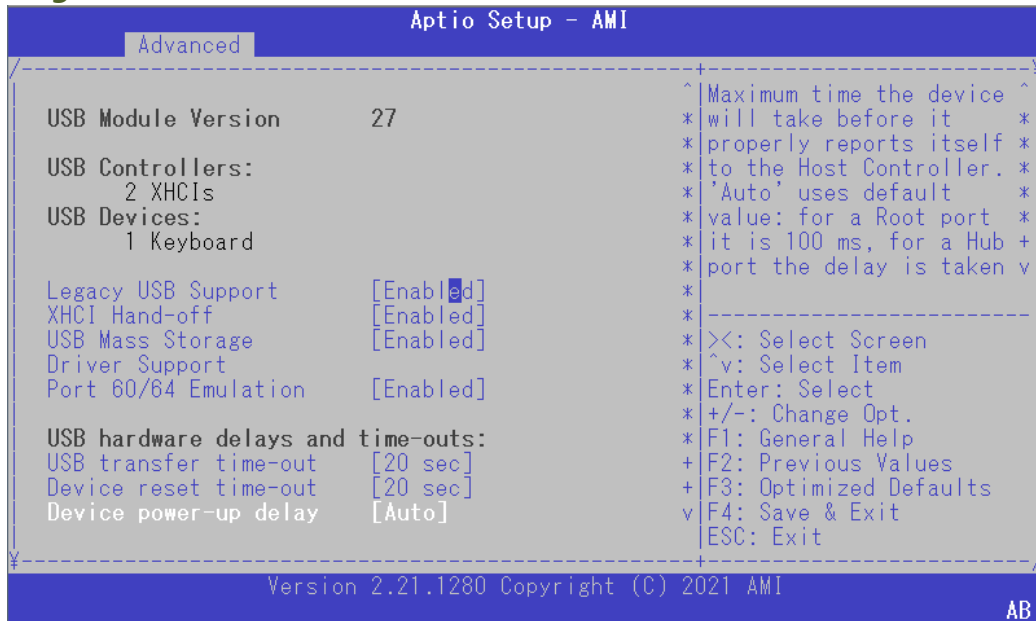 Aptio Setup - AMI
Advanced
USB Module Version 27
USB Controllers:
2 XHCIs
USB Devices:
1 Keyboard
Legacy USB Support [Enabled]
XHCI Hand-off [Enabled]
USB Mass Storage [Enabled]
Driver Support
Port 60/64 Emulation [Enabled]
USB hardware delays and time-outs:
USB transfer time-out [20 sec]
Device reset time-out [20 sec]
Device power-up delay [Auto]
Maximum time the device
will take before it
properly reports itself
to the Host Controller.
'Auto' uses default
value: for a Root port
it is 100 ms, for a Hub
port the delay is taken
><: Select Screen
^v: Select Item
Enter: Select
+/-: Change Opt.
F1: General Help
F2: Previous Values
F3: Optimized Defaults
F4: Save & Exit
ESC: Exit
Version 2.21.1280 Copyright (C) 2021 AMI
AB